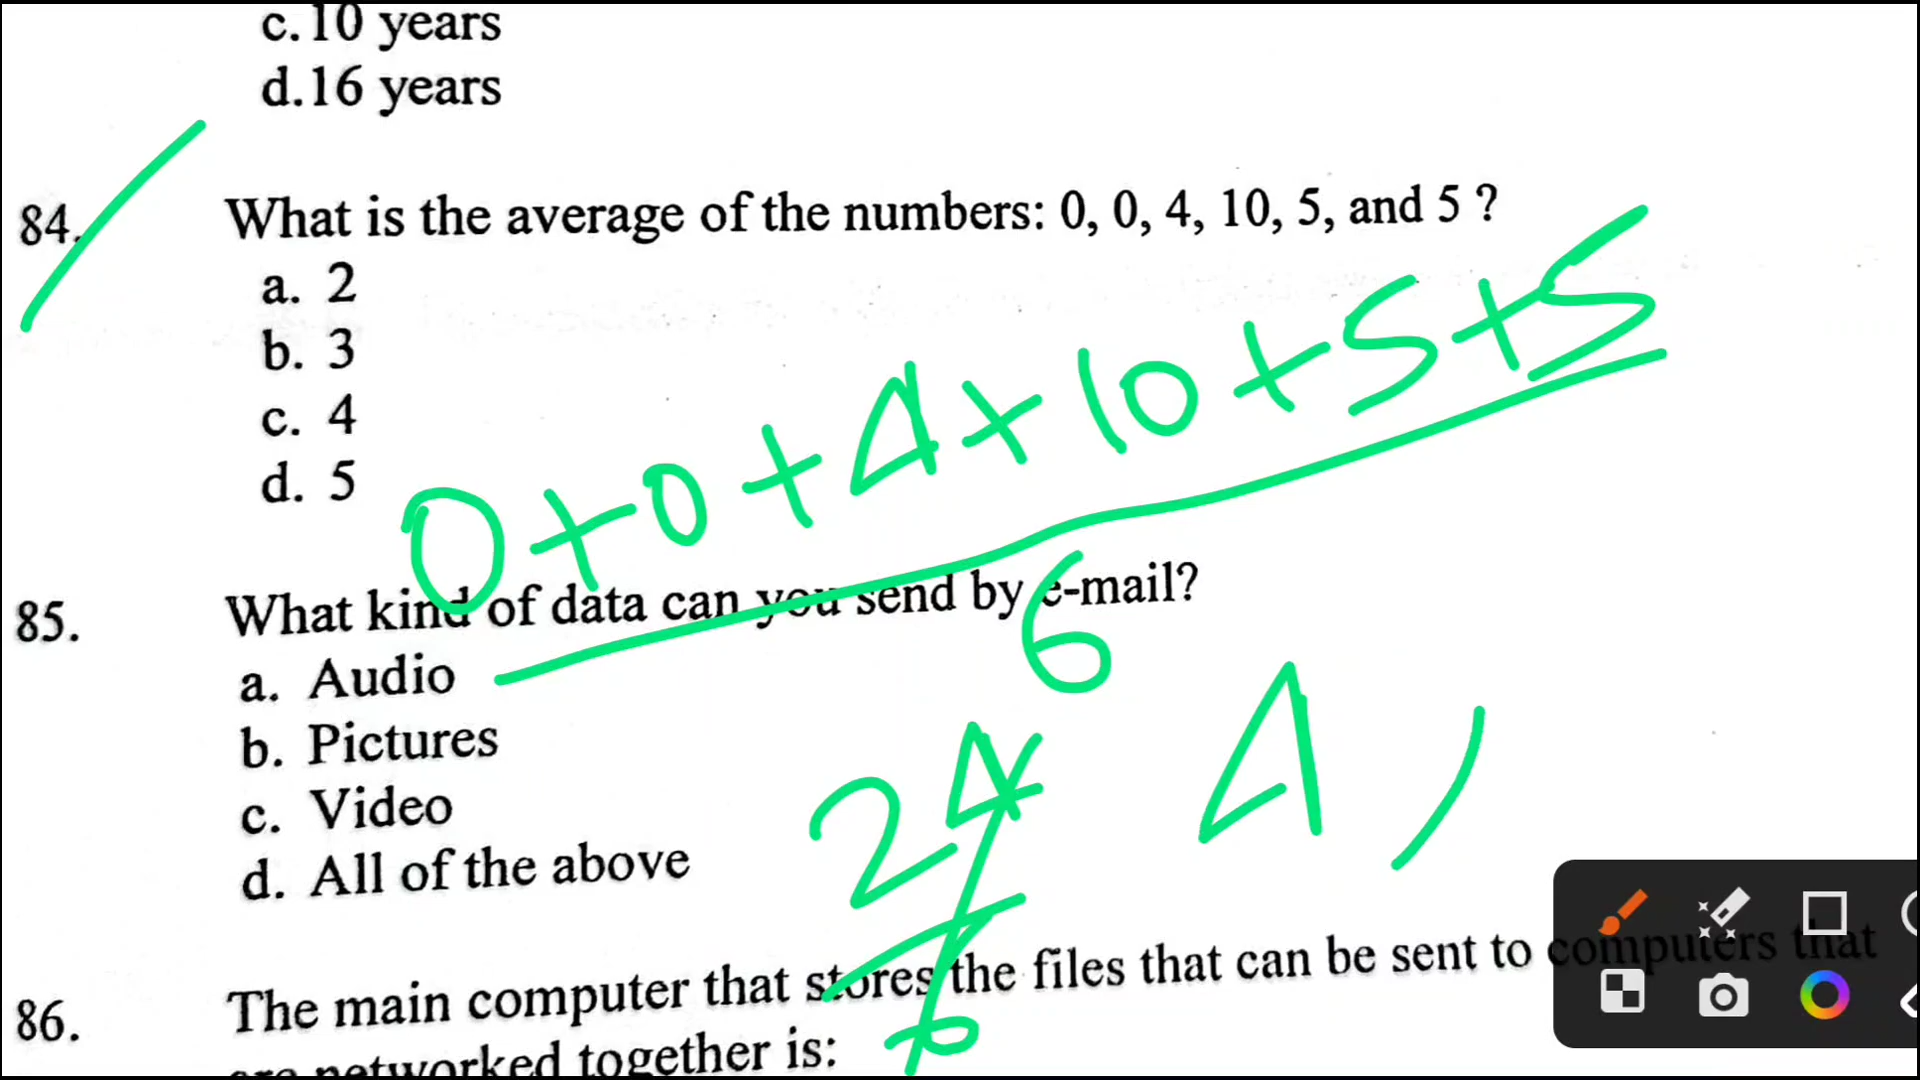 c. 10 years
d. 16 years
84. What is the average of the numbers: 0, 0, 4, 10, 5, and 5 ?
a. 2
b. 3
c. 4
d. 5
0+0+4+10+5+5
6
85. What kind of data can you send by e-mail?
a. Audio
b. Pictures
c. Video
d. All of the above
24
6
4
86. The main computer that stores the files that can be sent to computers that
are networked together is: